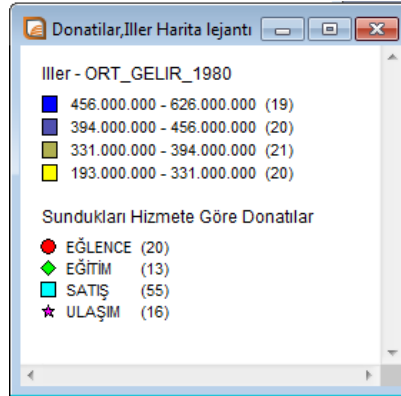 Donatilar,Iller Harita lejantı
Iller - ORT_GELIR_1980
456.000.000 - 626.000.000 (19)
394.000.000 - 456.000.000 (20)
331.000.000 - 394.000.000 (21)
193.000.000 - 331.000.000 (20)
Sundukları Hizmete Göre Donatılar
EĞLENCE (20)
EĞİTİM (13)
SATIŞ (55)
ULAŞIM (16)